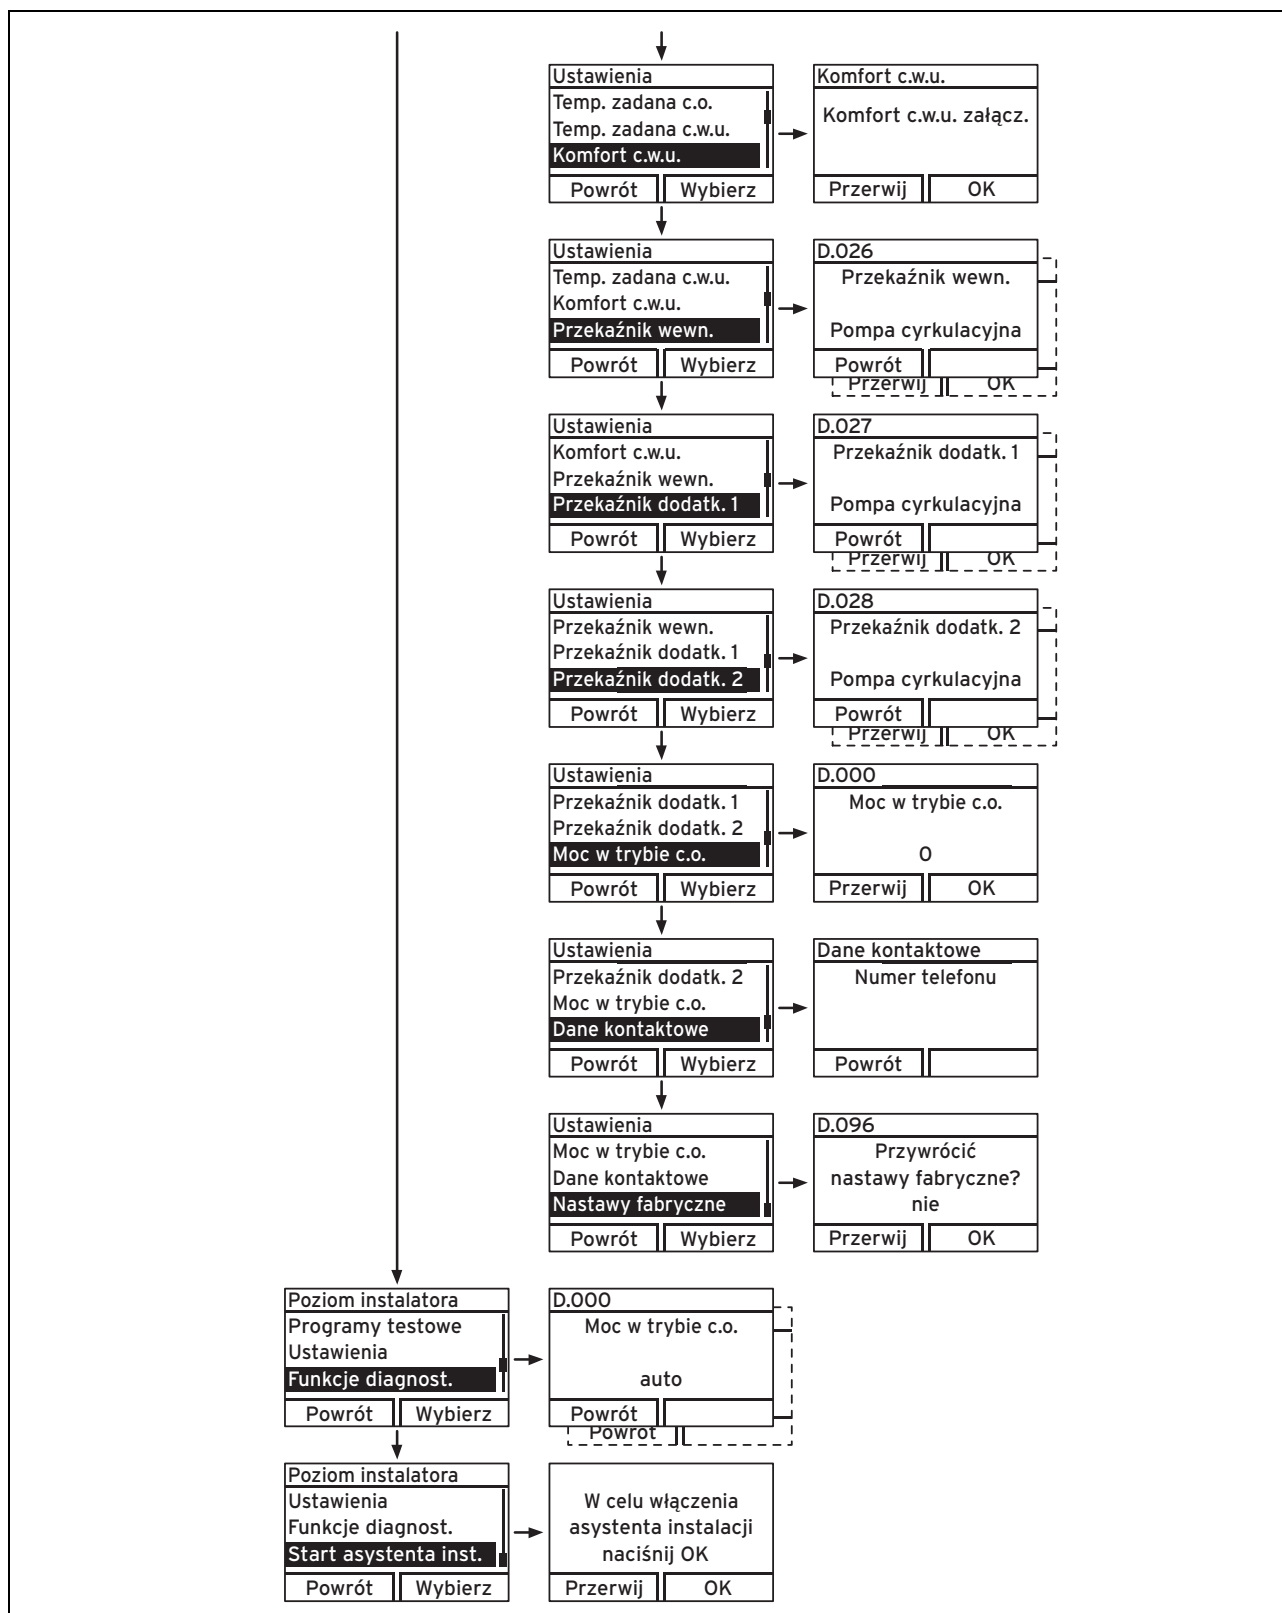 Ustawienia
Temp. zadana c.o.
Temp. zadana c.w.u.
Komfort c.w.u.
Powrót Wybierz
Komfort c.w.u.
Komfort c.w.u. załącz.
Przerwij OK
Ustawienia
Temp. zadana c.w.u.
Komfort c.w.u.
Przekaźnik wewn.
Powrót Wybierz
D.026
Przekaźnik wewn.
Pompa cyrkulacyjna
Powrót
Przerwij OK
Ustawienia
Komfort c.w.u.
Przekaźnik wewn.
Przekaźnik dodatk. 1
Powrót Wybierz
D.027
Przekaźnik dodatk. 1
Pompa cyrkulacyjna
Powrót
Przerwij OK
Ustawienia
Przekaźnik wewn.
Przekaźnik dodatk. 1
Przekaźnik dodatk. 2
Powrót Wybierz
D.028
Przekaźnik dodatk. 2
Pompa cyrkulacyjna
Powrót
Przerwij OK
Ustawienia
Przekaźnik dodatk. 1
Przekaźnik dodatk. 2
Moc w trybie c.o.
Powrót Wybierz
D.000
Moc w trybie c.o.
0
Przerwij OK
Ustawienia
Przekaźnik dodatk. 2
Moc w trybie c.o.
Dane kontaktowe
Powrót Wybierz
Dane kontaktowe
Numer telefonu
Powrót
Ustawienia
Moc w trybie c.o.
Dane kontaktowe
Nastawy fabryczne
Powrót Wybierz
D.096
Przywrócić
nastawy fabryczne?
nie
Przerwij OK
Poziom instalatora
Programy testowe
Ustawienia
Funkcje diagnost.
Powrót Wybierz
D.000
Moc w trybie c.o.
auto
Powrót
Powrót
Poziom instalatora
Ustawienia
Funkcje diagnost.
Start asystenta inst.
Powrót Wybierz
W celu włączenia
asystenta instalacji
naciśnij OK
Przerwij OK